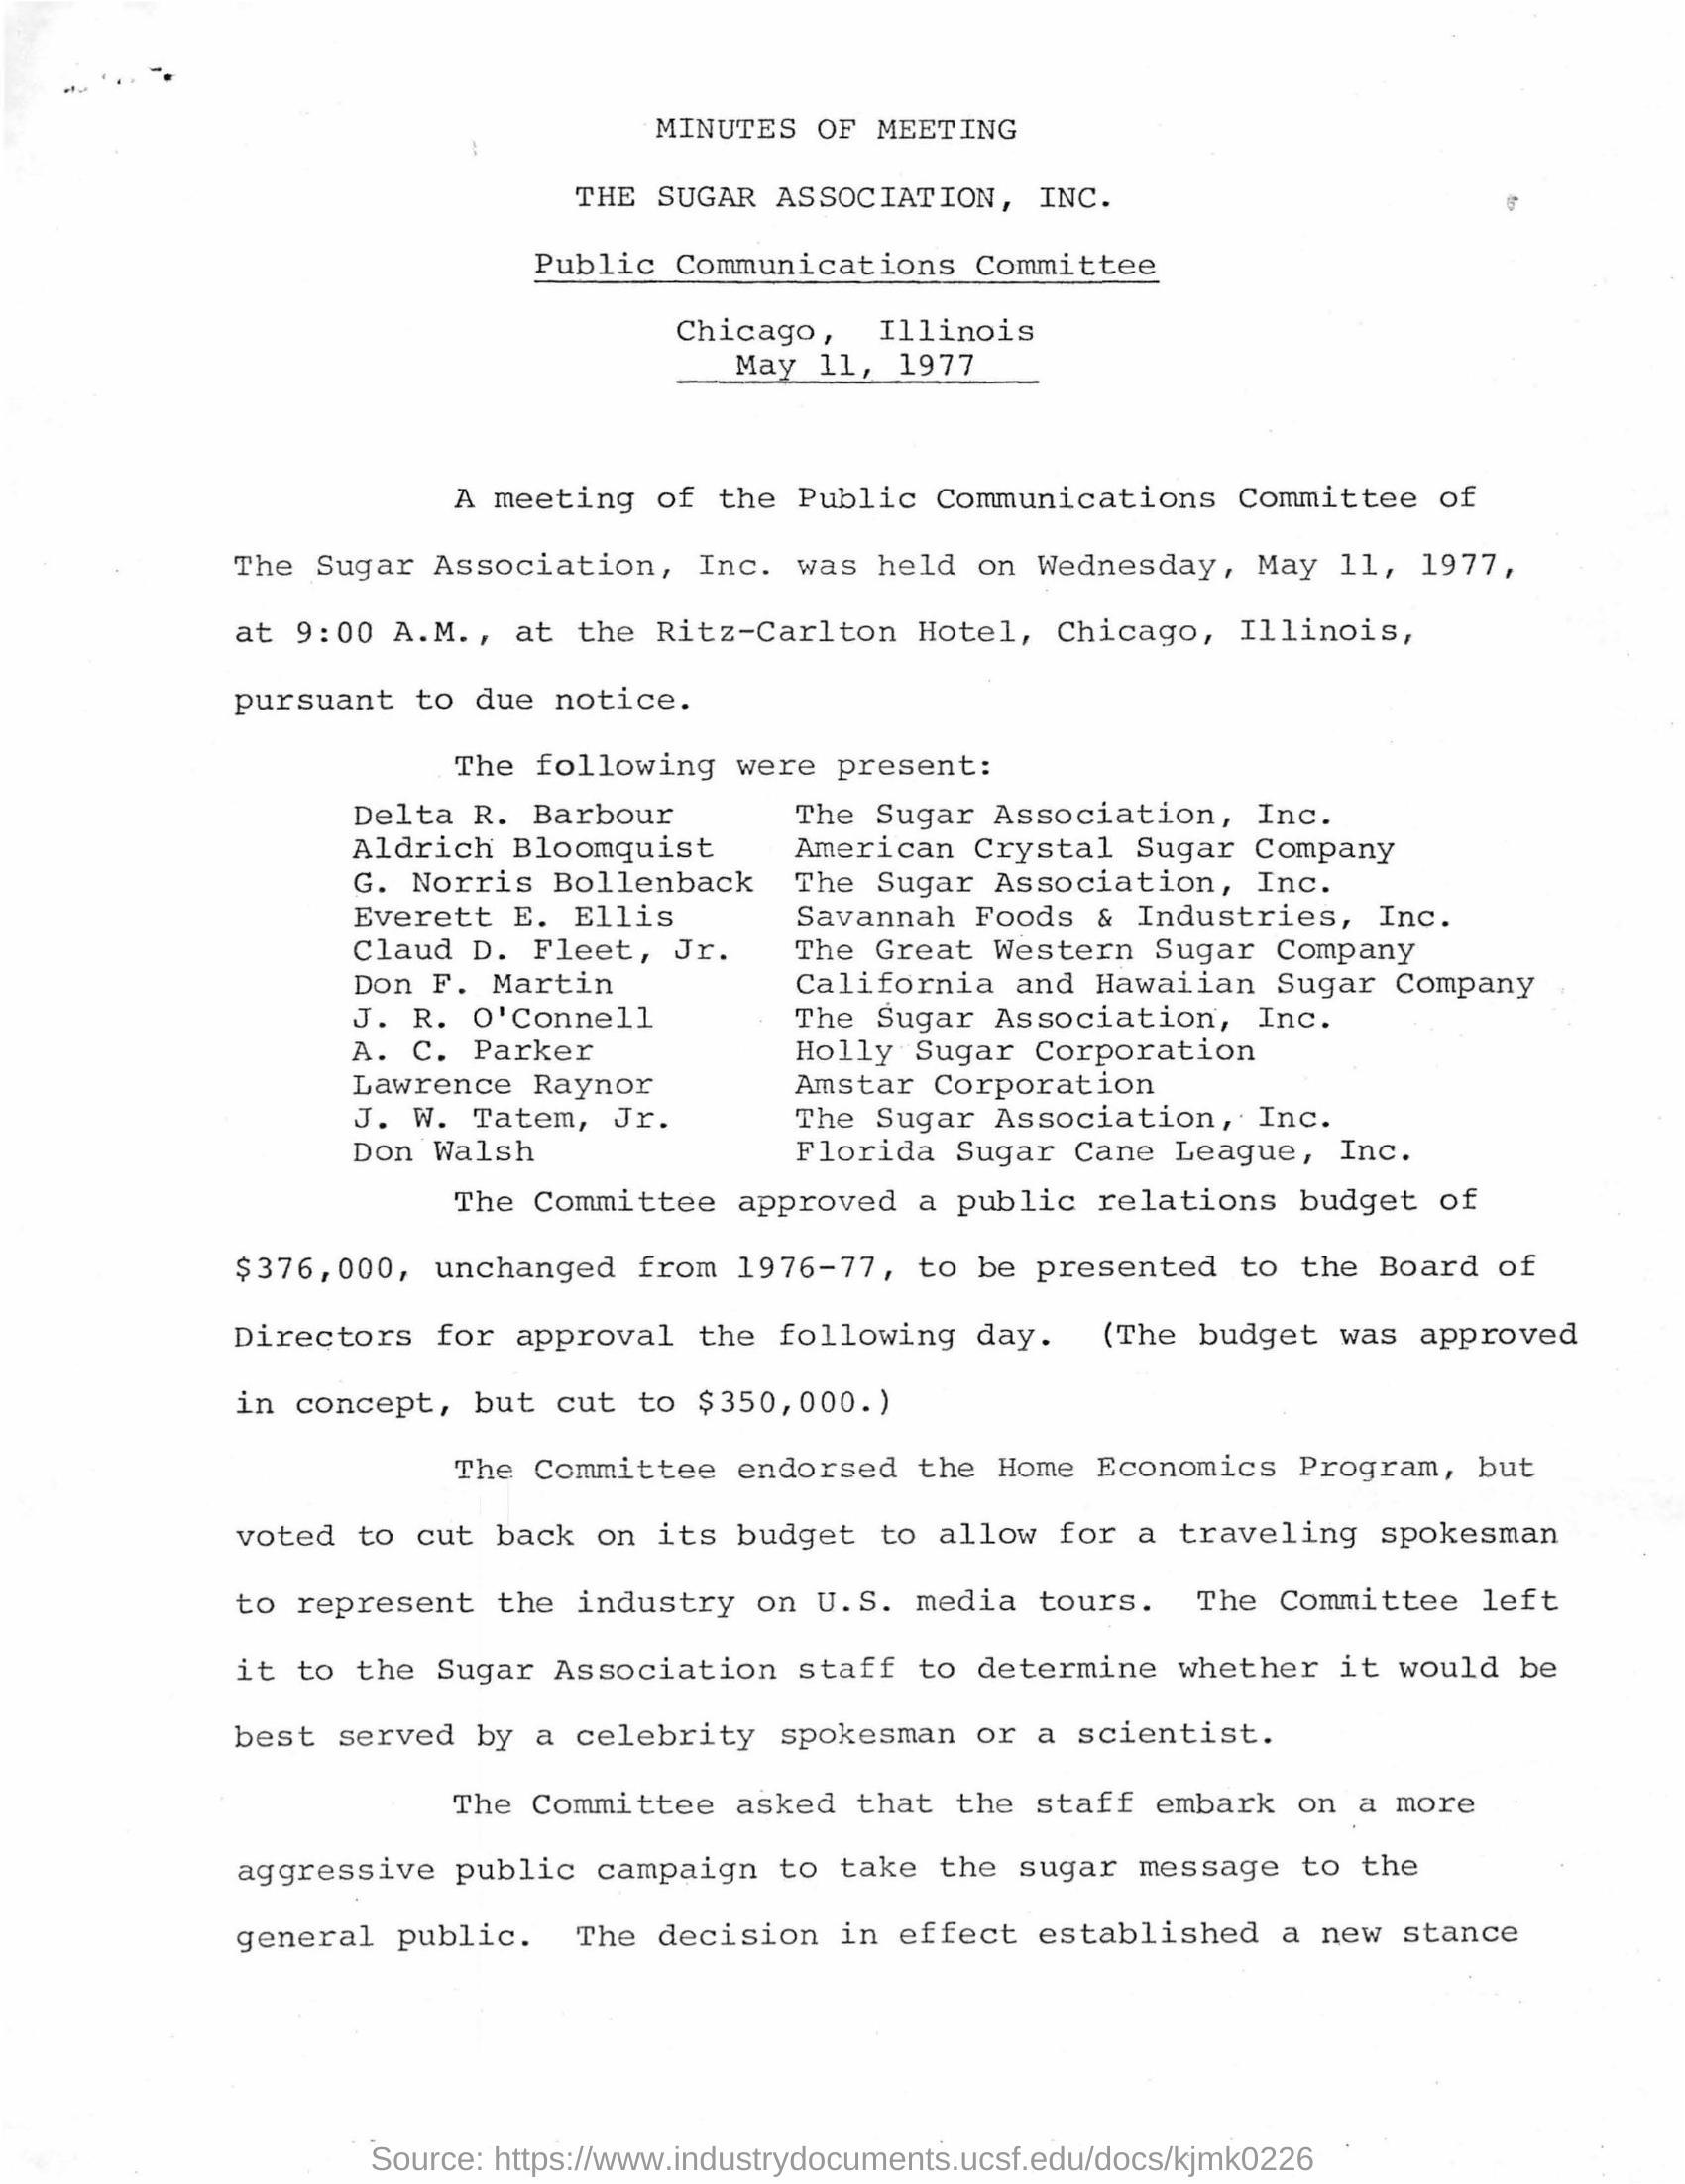 MINUTES OF MEETING
THE SUGAR ASSOCIATION, INC.
Public Communications Committee
Chicago, Illinois
May 11, 1977
A meeting of the Public Communications Committee of
The Sugar Association, Inc. was held on Wednesday, May 11, 1977,
at 9:00 A.M., at the Ritz-Carlton Hotel, Chicago, Illinois,
pursuant to due notice.
The following were present:
Delta R. Barbour The Sugar Association, Inc.
Aldrich Bloomquist American Crystal Sugar Company
G. Norris Bollenback The Sugar Association, Inc.
Everett E. Ellis Savannah Foods & Industries, Inc.
Claud D. Fleet, Jr. The Great Western Sugar Company
Don F. Martin California and Hawaiian Sugar Company
J. R. O'Connell The Sugar Association, Inc.
A. C. Parker Holly Sugar Corporation
Lawrence Raynor Amstar Corporation
J. W. Tatem, Jr. The Sugar Association, Inc.
Don Walsh Florida Sugar Cane League, Inc.
The Committee approved a public relations budget of
$376,000, unchanged from 1976-77, to be presented to the Board of
Directors for approval the following day. (The budget was approved
in concept, but cut to $350,000.)
The Committee endorsed the Home Economics Program, but
voted to cut back on its budget to allow for a traveling spokesman
to represent the industry on U.S. media tours. The Committee left
it to the Sugar Association staff to determine whether it would be
best served by a celebrity spokesman or a scientist.
The Committee asked that the staff embark on a more
aggressive public campaign to take the sugar message to the
general public. The decision in effect established a new stance
Source: https://www.industrydocuments.ucsf.edu/docs/kjmk0226